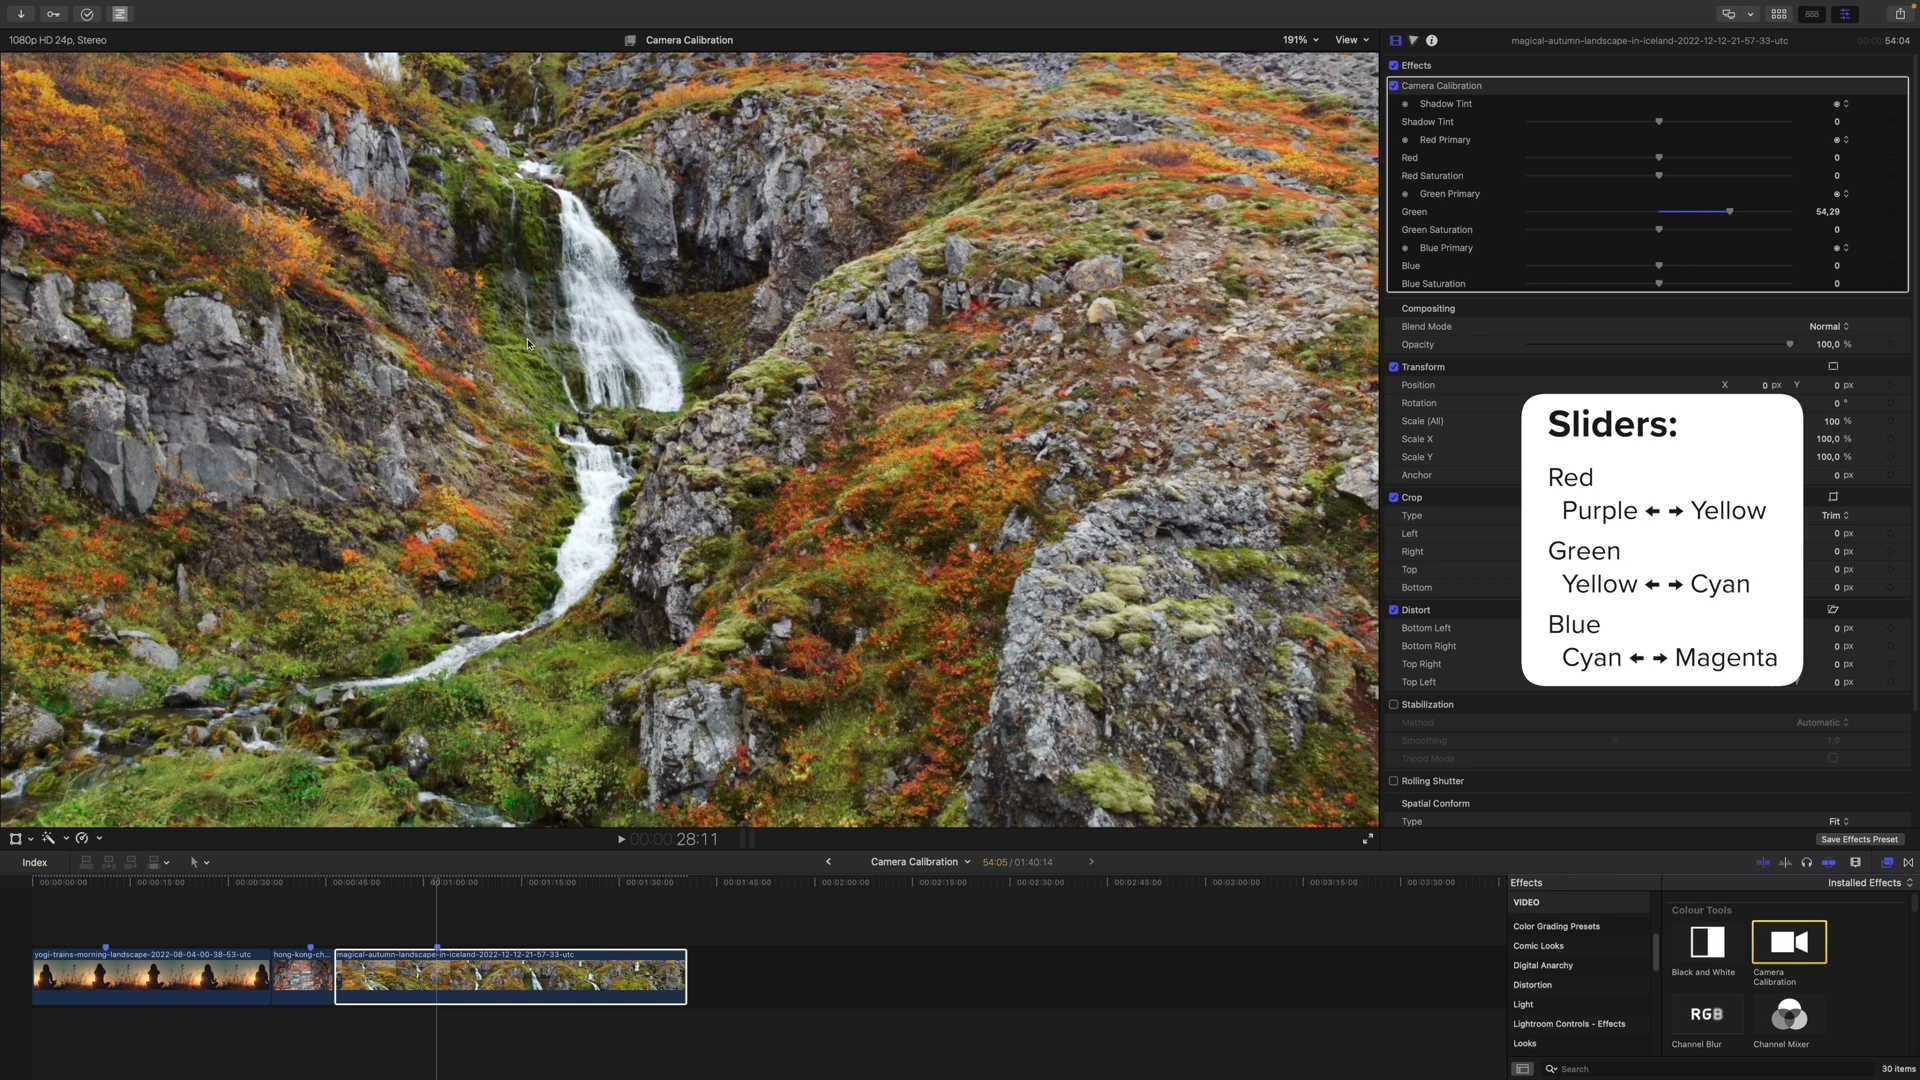 1080p HD 24p, Stereo
Camera Calibration
191%
View
magical-autumn-landscape-in-iceland-2022-12-12-21-57-33-utc
00:00:54:04
Effects
Camera Calibration
Shadow Tint
Shadow Tint 0
Red Primary
Red 0
Red Saturation 0
Green Primary
Green 54,29
Green Saturation 0
Blue Primary
Blue 0
Blue Saturation 0
Compositing
Blend Mode Normal
Opacity 100,0 %
Transform
Position X 0 px Y 0 px
Rotation 0 °
Scale (All) 100 %
Scale X 100,0 %
Scale Y 100,0 %
Anchor 0 px
Crop
Type Trim
Left 0 px
Right 0 px
Top 0 px
Bottom 0 px
Distort
Bottom Left 0 px
Bottom Right 0 px
Top Right 0 px
Top Left 0 px
Sliders:
Red
Purple ← → Yellow
Green
Yellow ← → Cyan
Blue
Cyan ← → Magenta
Stabilization
Method Automatic
Smoothing 1,0
Tripod Mode
Rolling Shutter
Spatial Conform
Type Fit
Save Effects Preset
00:00:28:11
Index
Camera Calibration
54:05 / 01:40:14
00:00:00:00 00:00:15:00 00:00:30:00 00:00:45:00 00:01:00:00 00:01:15:00 00:01:30:00 00:01:45:00 00:02:00:00 00:02:15:00 00:02:30:00 00:02:45:00 00:03:00:00 00:03:15:00 00:03:30:00
yogi-trains-morning-landscape-2022-08-04-00-38-53-utc
hong-kong-ch...
magical-autumn-landscape-in-iceland-2022-12-12-21-57-33-utc
Effects
Installed Effects
VIDEO
Color Grading Presets
Comic Looks
Digital Anarchy
Distortion
Light
Lightroom Controls - Effects
Looks
Colour Tools
Black and White
Camera
Calibration
RGB
Channel Blur
Channel Mixer
Search
30 items